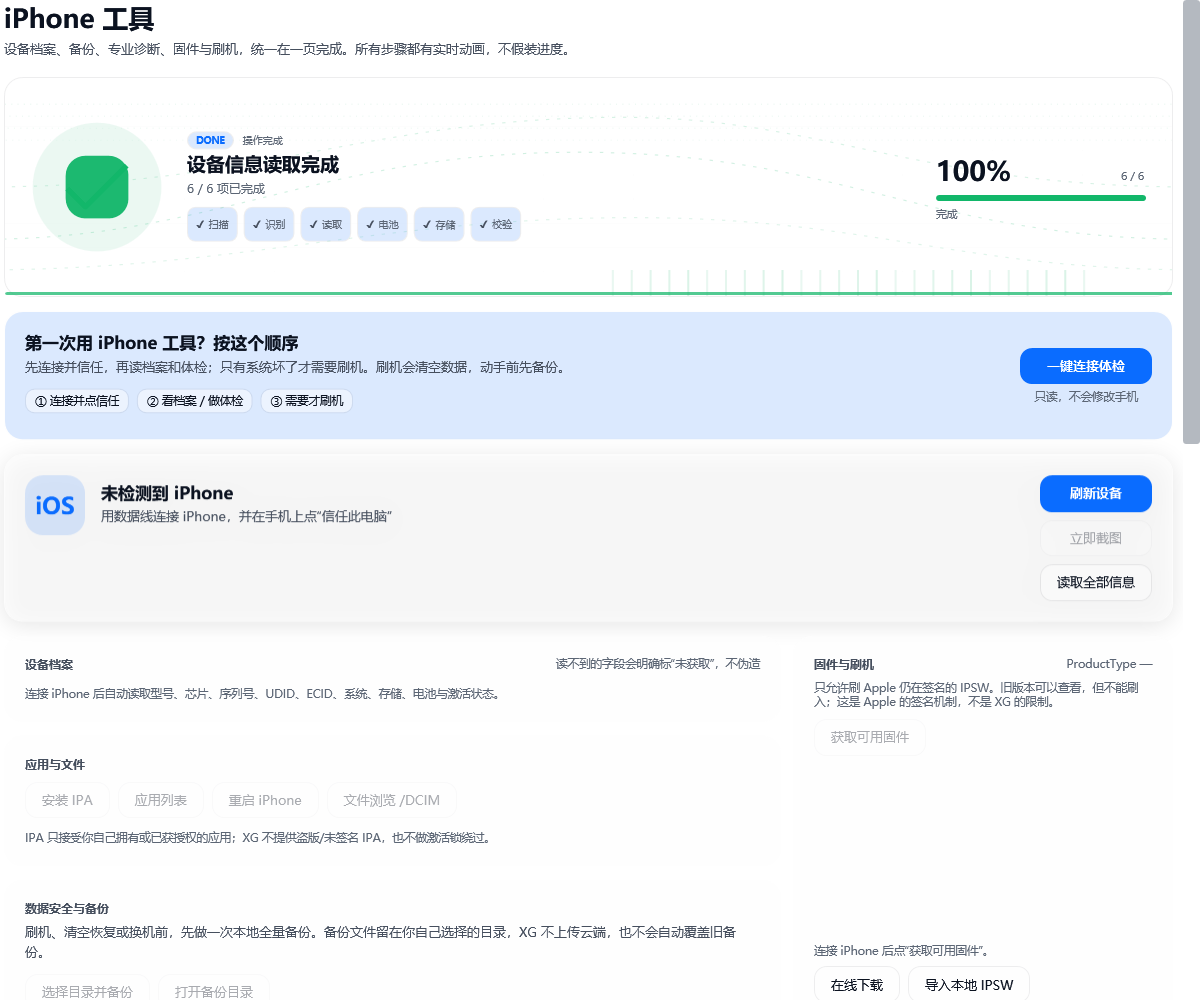 iPhone 工具
设备档案、备份、专业诊断、固件与刷机，统一在一页完成。所有步骤都有实时动画，不假装进度。
DONE 操作完成
设备信息读取完成
6 / 6 项已完成
✓ 扫描 ✓ 识别 ✓ 读取 ✓ 电池 ✓ 存储 ✓ 校验
100% 6 / 6
完成
第一次用 iPhone 工具？按这个顺序
先连接并信任，再读档案和体检；只有系统坏了才需要刷机。刷机会清空数据，动手前先备份。
① 连接并点信任 ② 看档案 / 做体检 ③ 需要才刷机
一键连接体检
只读，不会修改手机
iOS
未检测到 iPhone
用数据线连接 iPhone，并在手机上点“信任此电脑”
刷新设备
立即截图
读取全部信息
设备档案 读不到的字段会明确标“未获取”，不伪造
连接 iPhone 后自动读取型号、芯片、序列号、UDID、ECID、系统、存储、电池与激活状态。
应用与文件
安装 IPA 应用列表 重启 iPhone 文件浏览 /DCIM
IPA 只接受你自己拥有或已获授权的应用；XG 不提供盗版/未签名 IPA，也不做激活锁绕过。
数据安全与备份
刷机、清空恢复或换机前，先做一次本地全量备份。备份文件留在你自己选择的目录，XG 不上传云端，也不会自动覆盖旧备
份。
选择目录并备份 打开备份目录
固件与刷机 ProductType —
只允许刷 Apple 仍在签名的 IPSW。旧版本可以查看，但不能刷
入；这是 Apple 的签名机制，不是 XG 的限制。
获取可用固件
连接 iPhone 后点“获取可用固件”。
在线下载 导入本地 IPSW